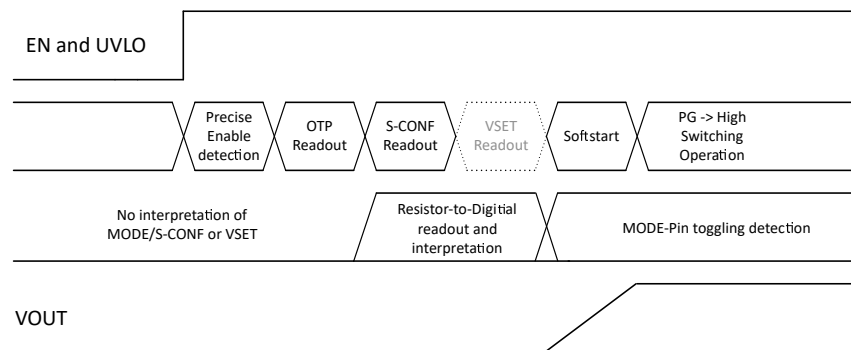 EN and UVLO
Precise
Enable
detection
OTP
Readout
S-CONF
Readout
VSET
Readout
Softstart
PG -> High
Switching
Operation
No interpretation of
MODE/S-CONF or VSET
Resistor-to-Digital
readout and
interpretation
MODE-Pin toggling detection
VOUT